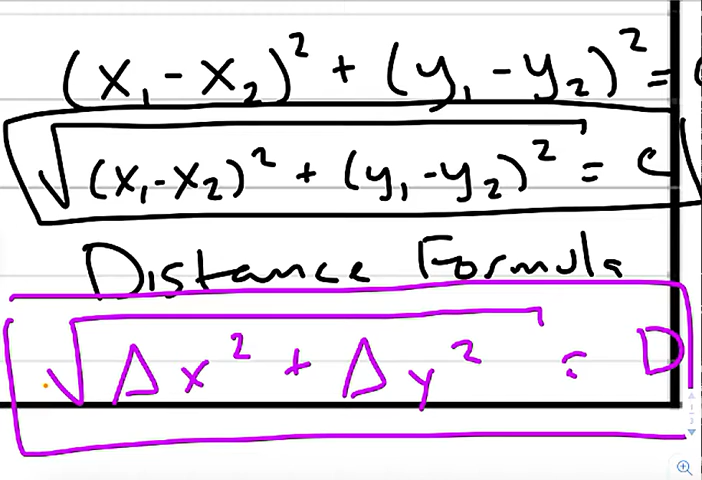 (x₁ - x₂)² + (y₁ - y₂)² =
√(x₁ - x₂)² + (y₁ - y₂)² = C
Distance Formula
√Δx² + Δy² = D